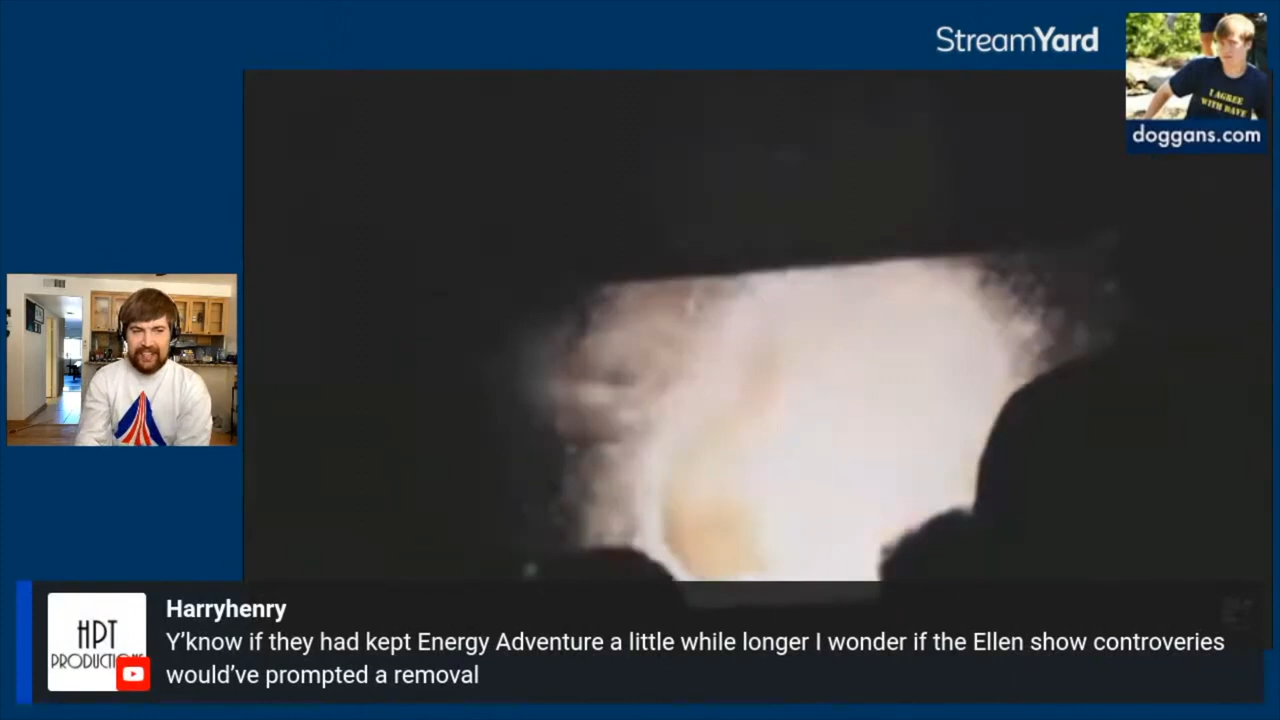 StreamYard
I AGREE
WITH DAVE
doggans.com
HPT
PRODUCTIONS
Harryhenry
Y'know if they had kept Energy Adventure a little while longer I wonder if the Ellen show controveries
would've prompted a removal